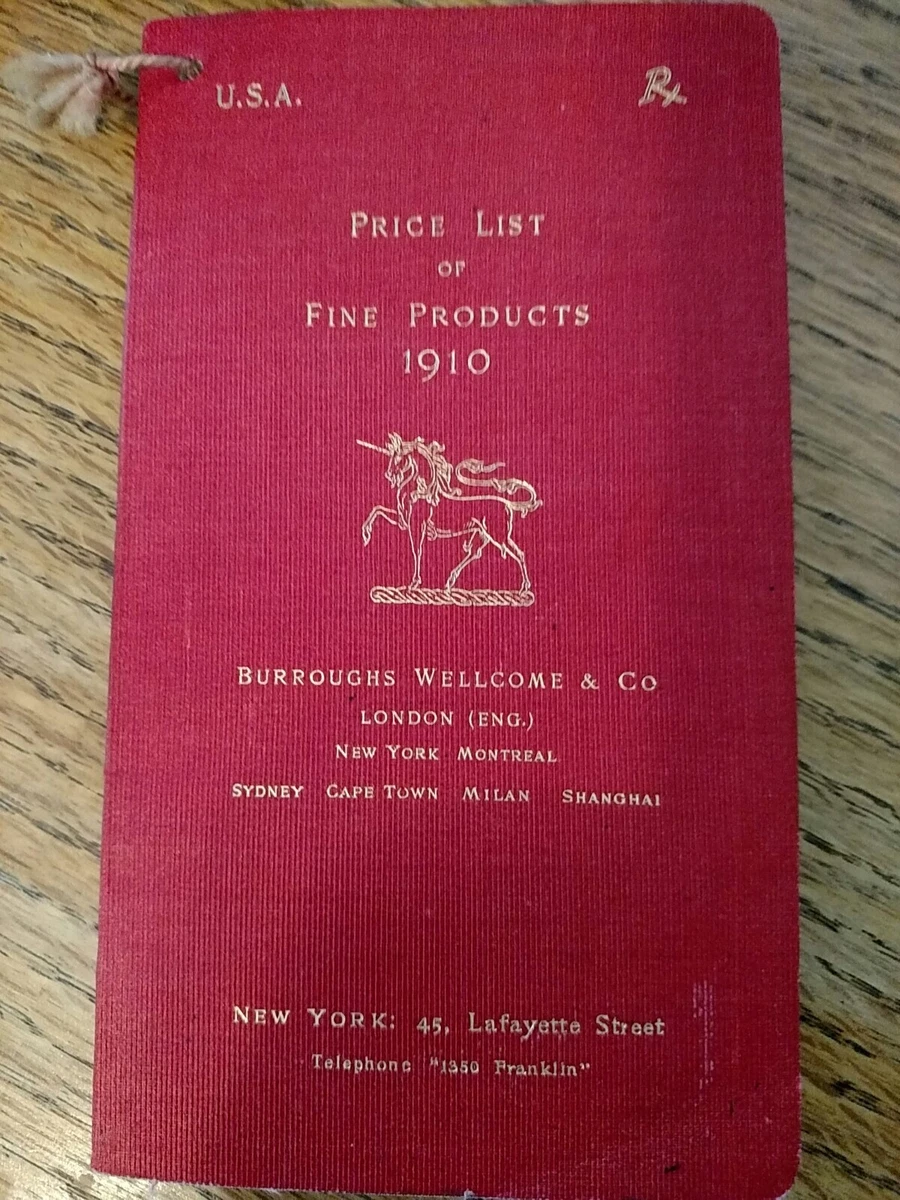 U.S.A. Rx
PRICE LIST
OF
FINE PRODUCTS
1910
BURROUGHS WELLCOME & CO
LONDON (ENG.)
NEW YORK MONTREAL
SYDNEY CAPE TOWN MILAN SHANGHAI
NEW YORK: 45, Lafayette Street
Telephone "1350 Franklin"